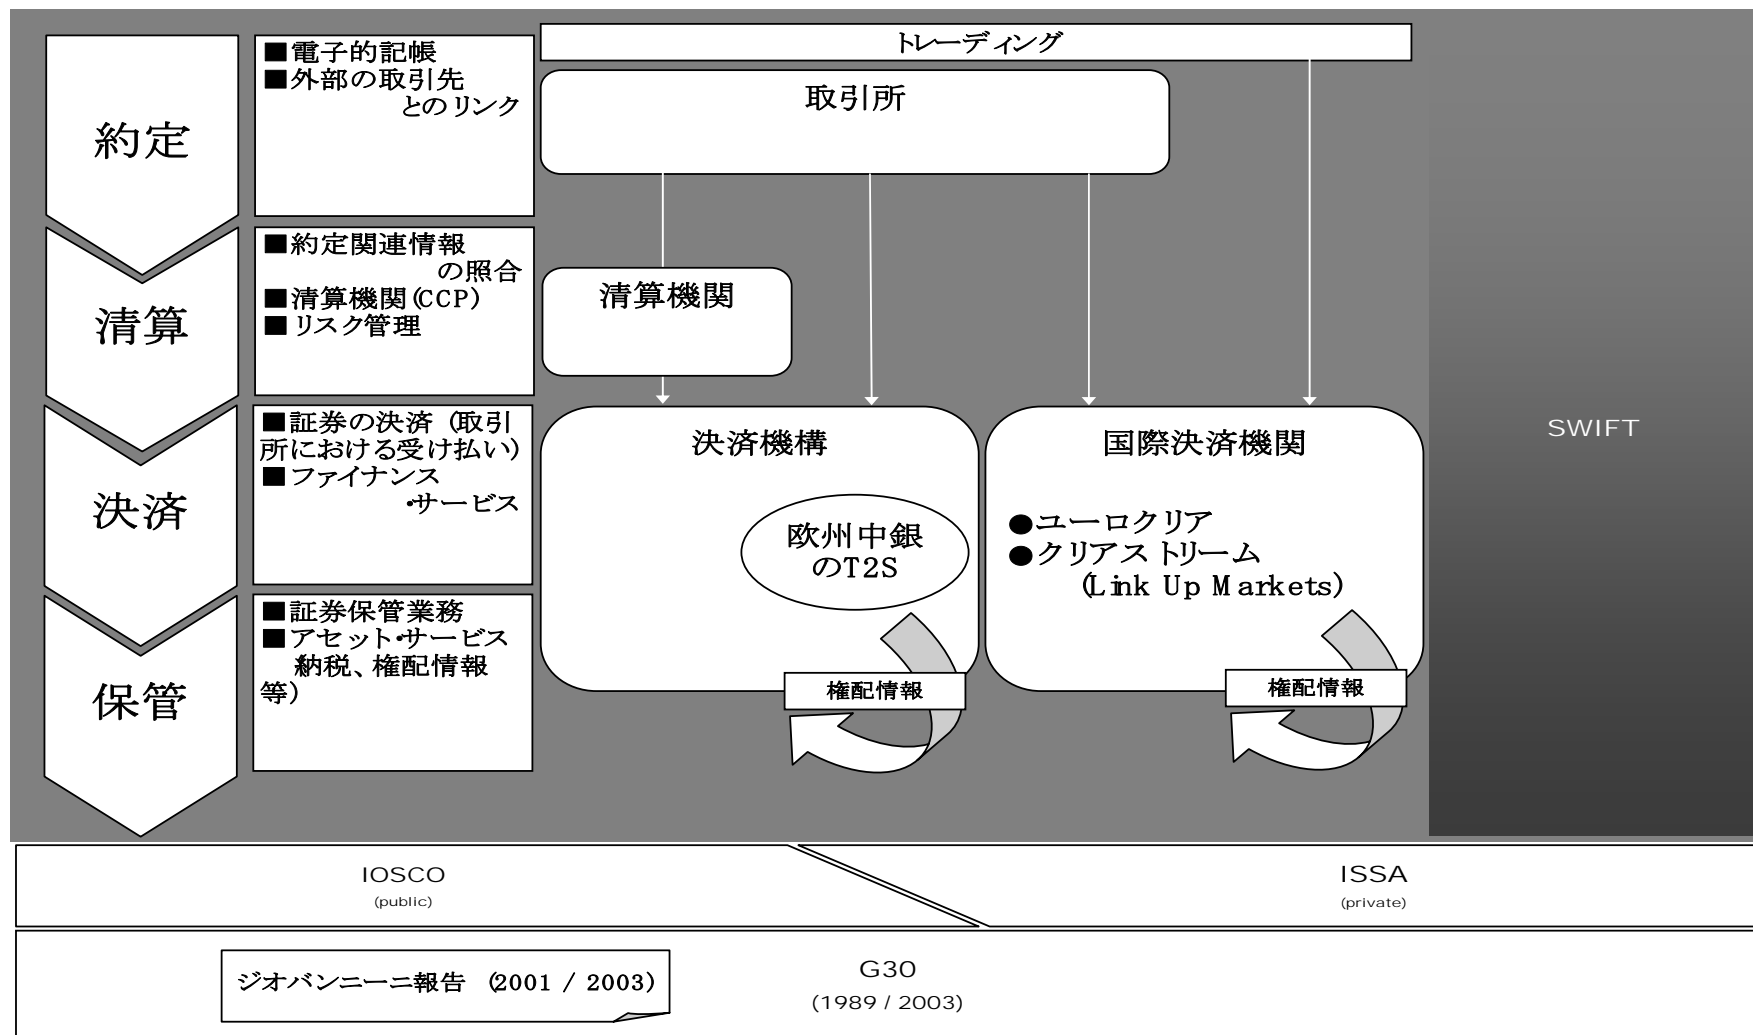 約定
■電子的記帳
■外部の取引先
とのリンク
トレーディング
取引所
清算
■約定関連情報
の照合
■清算機関(CCP)
■リスク管理
清算機関
決済
■証券の決済(取引
所における受け払い)
■ファイナンス
・サービス
決済機構
欧州中銀
のT2S
国際決済機関
●ユーロクリア
●クリアストリーム
(Link Up Markets)
保管
■証券保管業務
■アセット・サービス
納税、権配情報
等)
権配情報
権配情報
SWIFT
IOSCO
(public)
ISSA
(private)
ジオバンニーニ報告 (2001 / 2003)
G30
(1989 / 2003)